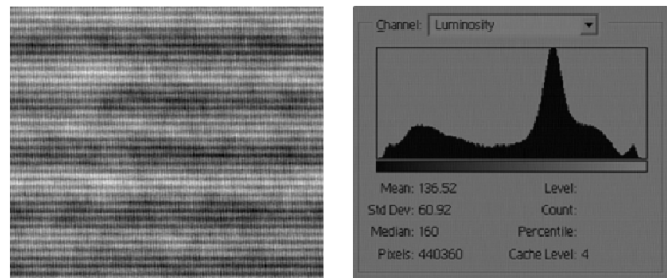 Channel: Luminosity
Mean: 136.52 Level:
Std Dev: 60.92 Count:
Median: 160 Percentile:
Pixels: 440360 Cache Level: 4